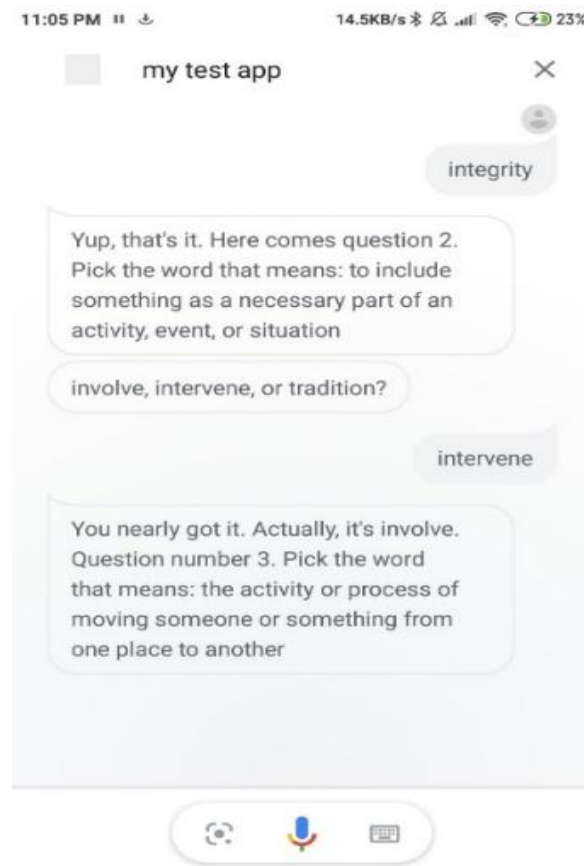 11:05 PM
14.5KB/s
23%
my test app
integrity
Yup, that's it. Here comes question 2.
Pick the word that means: to include
something as a necessary part of an
activity, event, or situation
involve, intervene, or tradition?
intervene
You nearly got it. Actually, it's involve.
Question number 3. Pick the word
that means: the activity or process of
moving someone or something from
one place to another